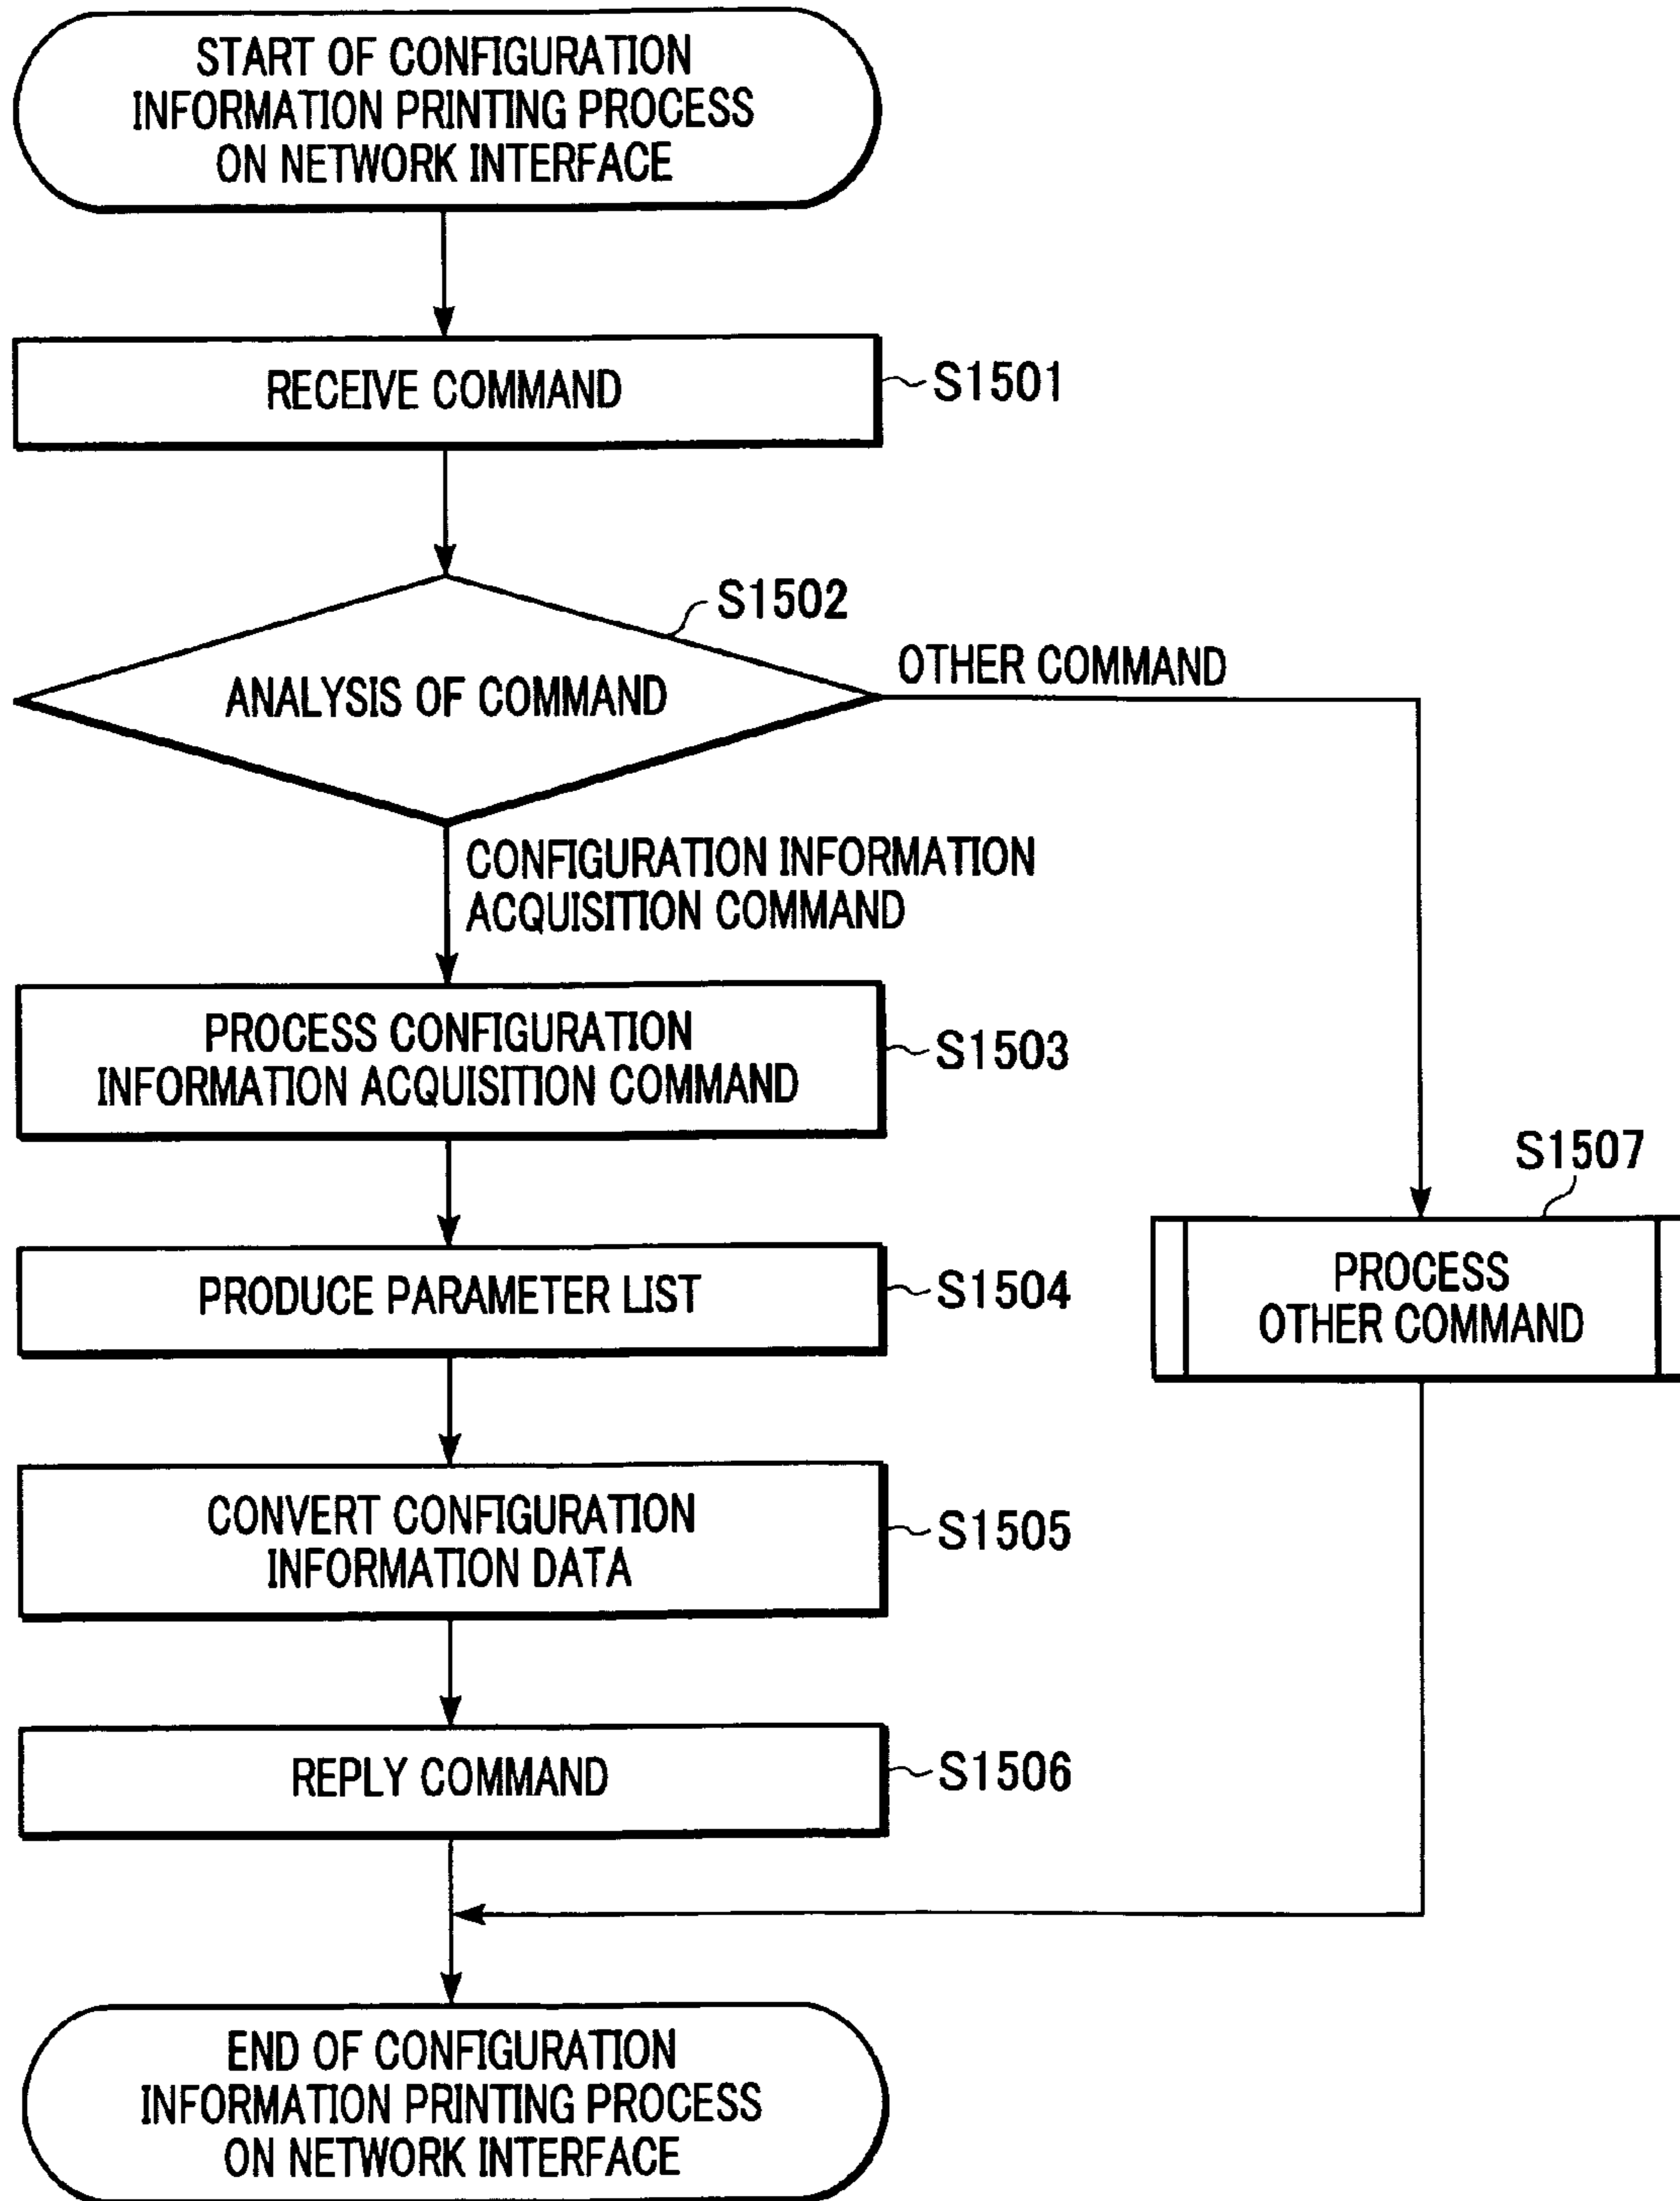 START OF CONFIGURATION
INFORMATION PRINTING PROCESS
ON NETWORK INTERFACE
RECEIVE COMMAND
S1501
S1502
ANALYSIS OF COMMAND
OTHER COMMAND
CONFIGURATION INFORMATION
ACQUISITION COMMAND
PROCESS CONFIGURATION
INFORMATION ACQUISITION COMMAND
S1503
S1507
PROCESS
OTHER COMMAND
PRODUCE PARAMETER LIST
S1504
CONVERT CONFIGURATION
INFORMATION DATA
S1505
REPLY COMMAND
S1506
END OF CONFIGURATION
INFORMATION PRINTING PROCESS
ON NETWORK INTERFACE